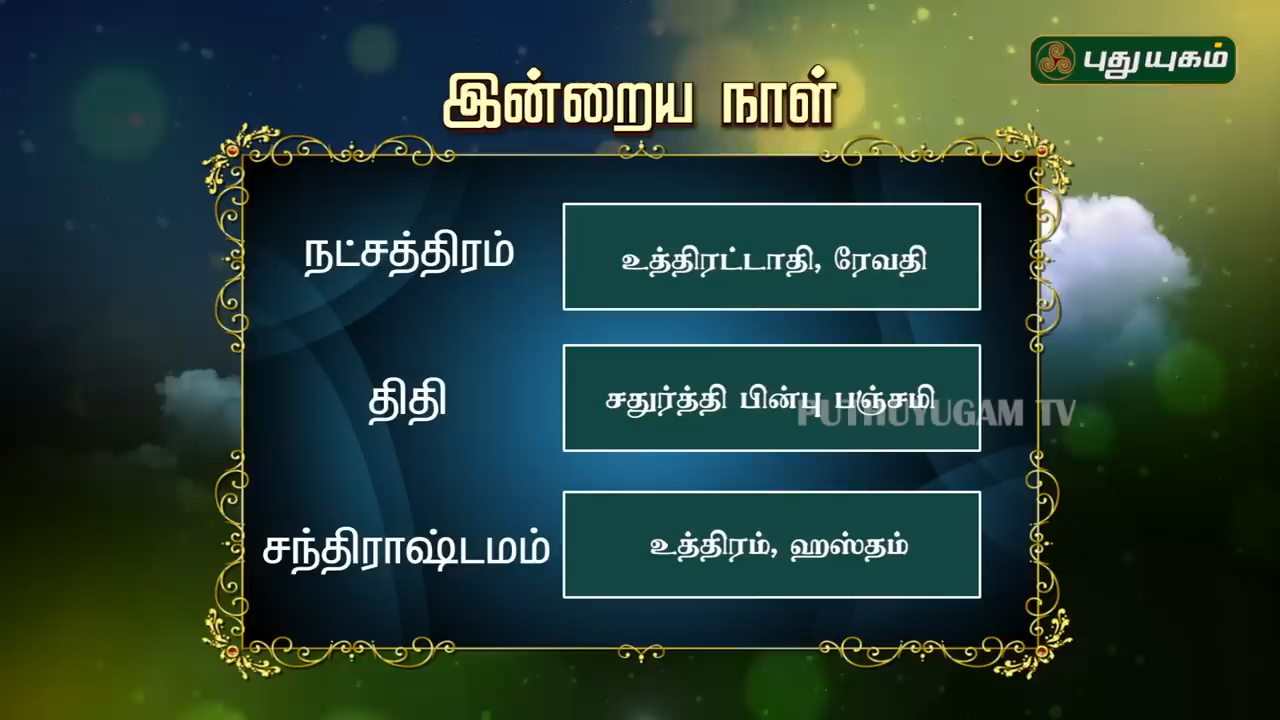 புதுயுகம்
இன்றைய நாள்
நட்சத்திரம்
உத்திரட்டாதி, ரேவதி
திதி
சதுர்த்தி பின்பு பஞ்சமி
PUTHUYUGAM TV
சந்திராஷ்டமம்
உத்திரம், ஹஸ்தம்